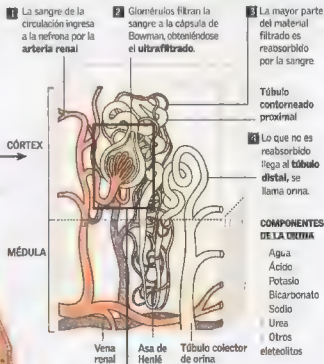 1 La sangre de la
circulación ingresa
a la nefrona por la
arteria renal
2 Glomérulos filtran la
sangre a la cápsula de
Bowman, obteniéndose
el ultrafiltrado.
3 La mayor parte
del material
filtrado es
reabsorbido
por la sangre
Túbulo
contorneado
proximal
4 Lo que no es
reabsorbido
llega al túbulo
distal, se
llama orina.
CÓRTEX
MÉDULA
COMPONENTES
DE LA ORINA
Agua
Ácido
Potasio
Bicarbonato
Sodio
Urea
Otros
eleteolitos
Vena
renal
Asa de
Henlé
Túbulo colector
de orina